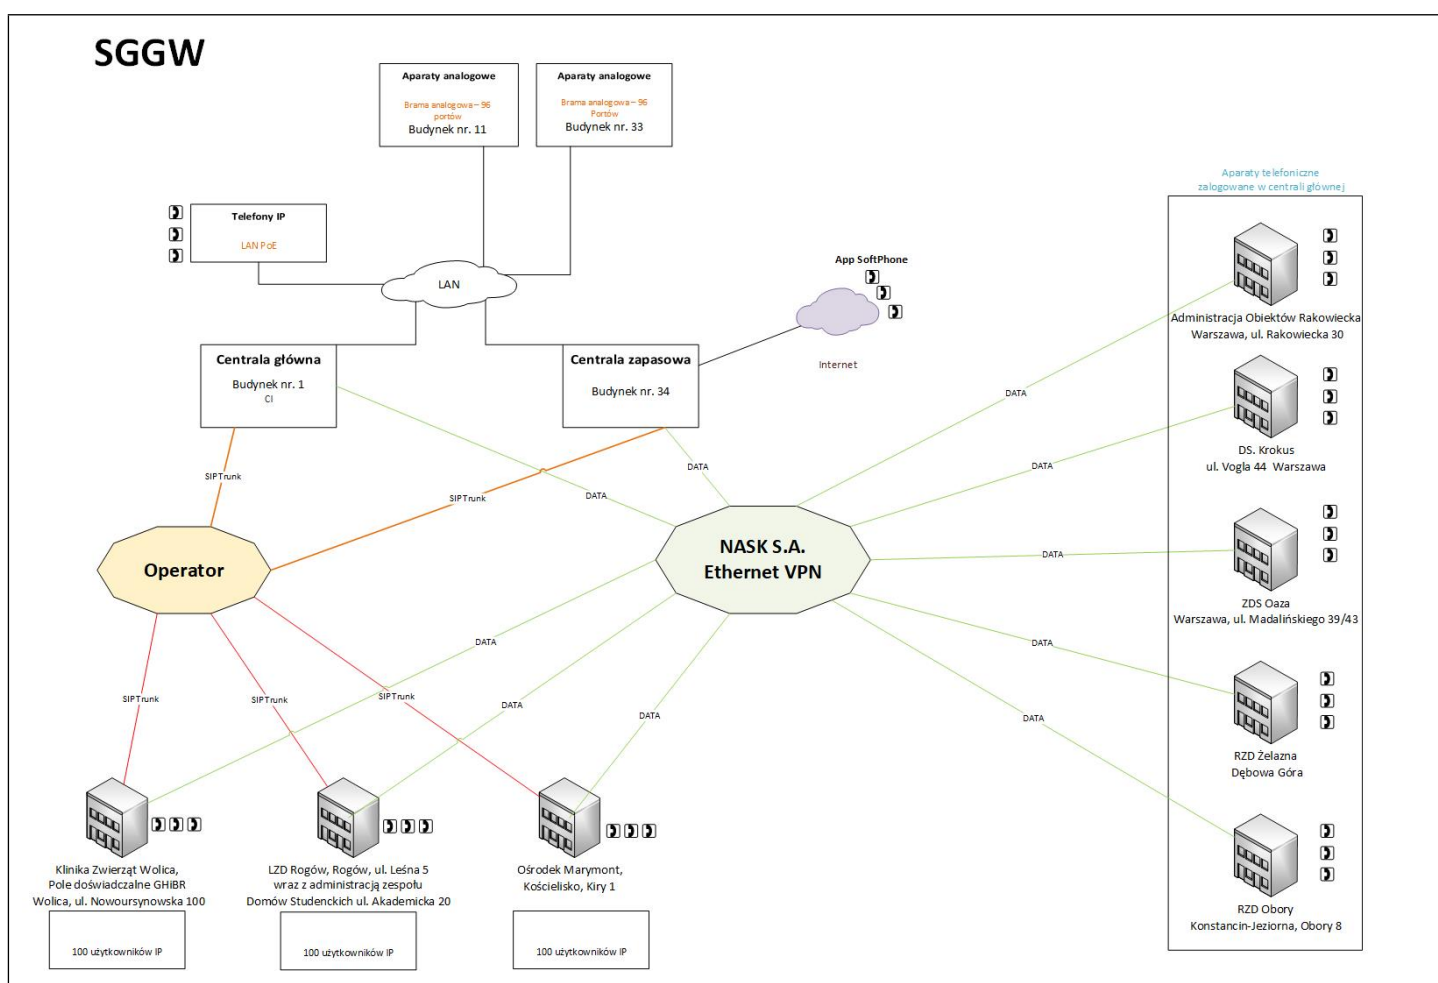 SGGW
Aparaty analogowe
Brama analogowa – 96
portów
Budynek nr. 11
Aparaty analogowe
Brama analogowa – 96
Portów
Budynek nr. 33
Telefony IP
LAN PoE
LAN
App SoftPhone
Internet
Centrala główna
Budynek nr. 1
CI
Centrala zapasowa
Budynek nr. 34
SIPTrunk
SIPTrunk
DATA
DATA
Operator
NASK S.A.
Ethernet VPN
DATA
DATA
DATA
DATA
DATA
SIPTrunk
SIPTrunk
SIPTrunk
DATA
DATA
DATA
Aparaty telefoniczne
zalogowane w centrali głównej
Administracja Obiektów Rakowiecka
Warszawa, ul. Rakowiecka 30
DS. Krokus
ul. Vogla 44 Warszawa
ZDS Oaza
Warszawa, ul. Madalińskiego 39/43
RZD Żelazna
Dębowa Góra
RZD Obory
Konstancin-Jeziorna, Obory 8
Klinika Zwierząt Wolica,
Pole doświadczalne GHiBR
Wolica, ul. Nowoursynowska 100
100 użytkowników IP
LZD Rogów, Rogów, ul. Leśna 5
wraz z administracją zespołu
Domów Studenckich ul. Akademicka 20
100 użytkowników IP
Ośrodek Marymont,
Kościelisko, Kiry 1
100 użytkowników IP